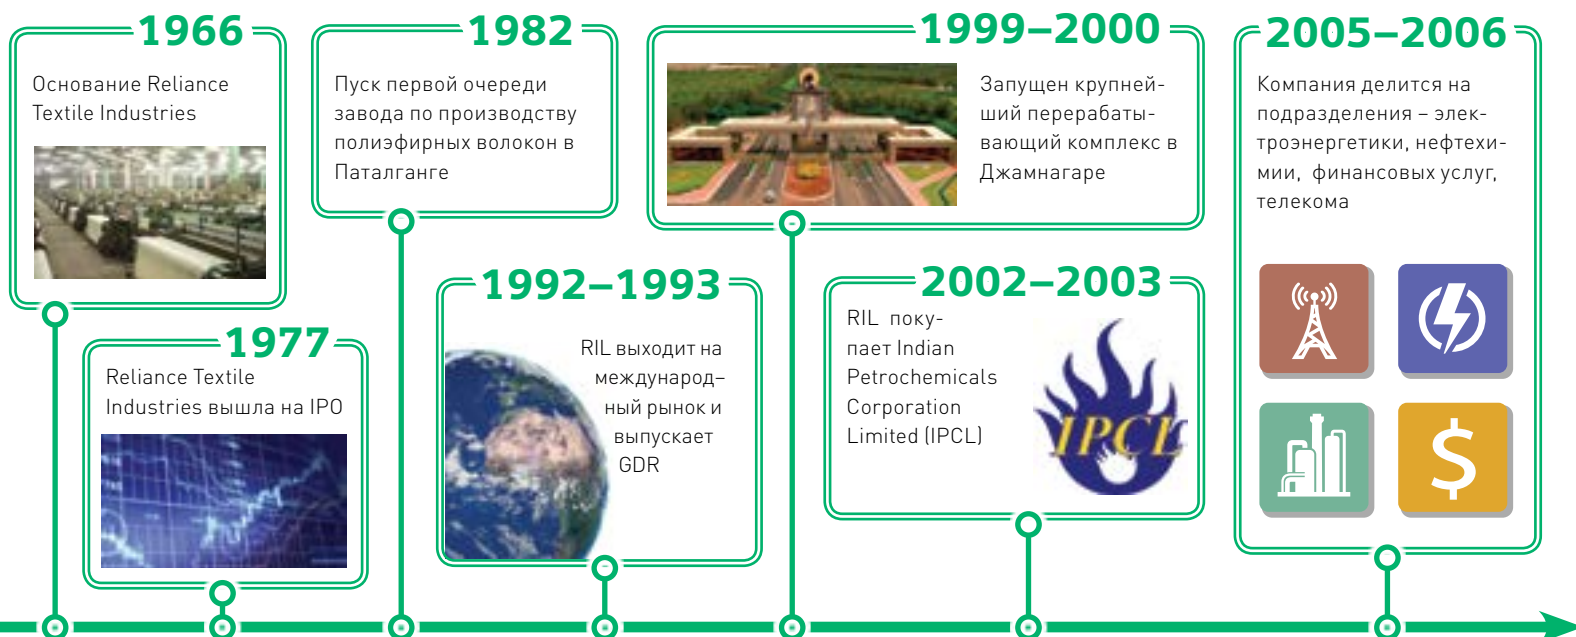 1966
Основание Reliance
Textile Industries
1977
Reliance Textile
Industries вышла на IPO
1982
Пуск первой очереди
завода по производству
полиэфирных волокон в
Паталганге
1992–1993
RIL выходит на
международ–
ный рынок и
выпускает
GDR
1999–2000
Запущен крупней-
ший перерабаты-
вающий комплекс в
Джамнагаре
2002–2003
RIL поку-
пает Indian
Petrochemicals
Corporation
Limited (IPCL)
IPCL
2005–2006
Компания делится на
подразделения – элек-
троэнергетики, нефтехи-
мии, финансовых услуг,
телекома
$